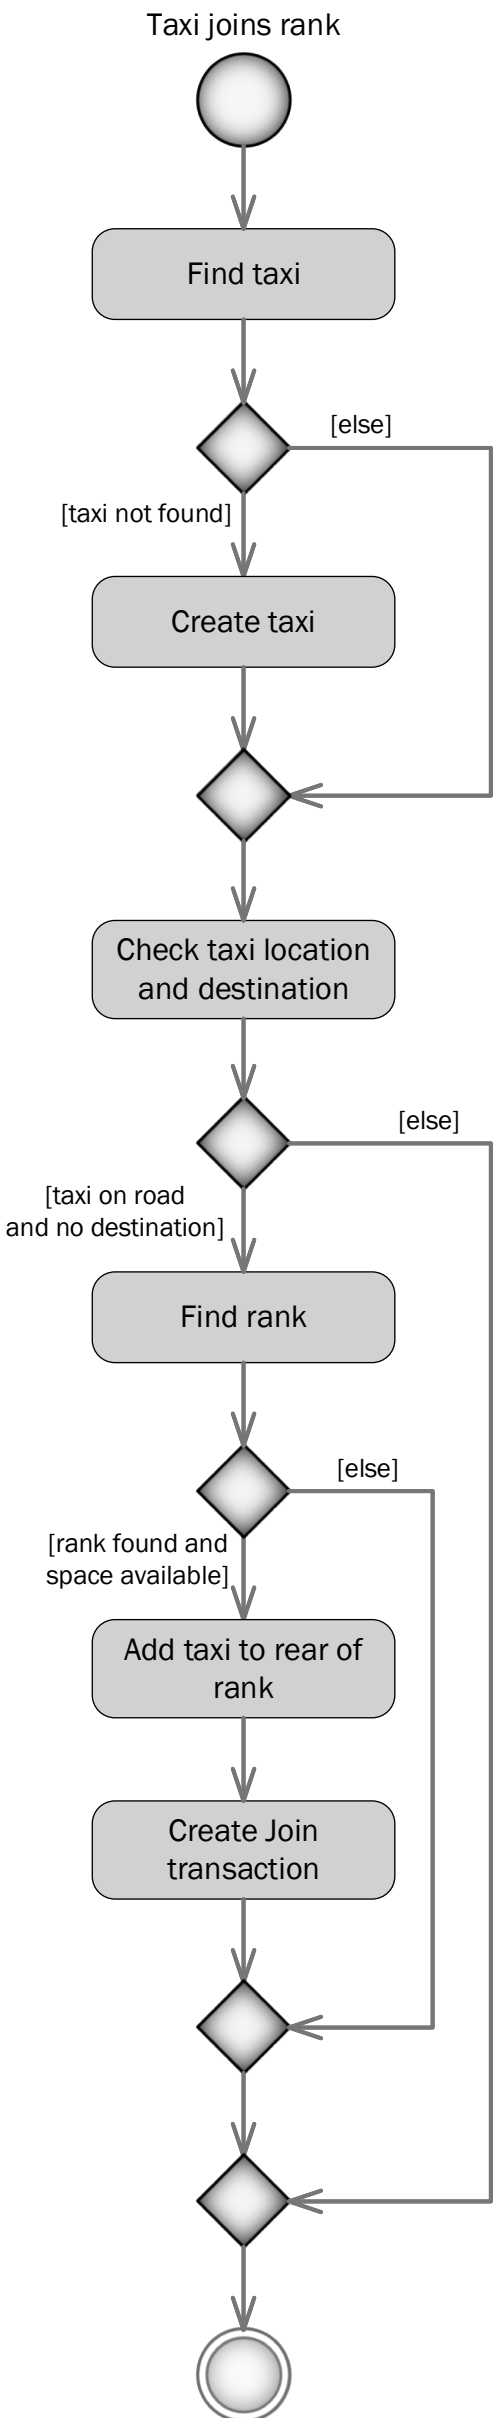 Taxi joins rank
Find taxi
[else]
[taxi not found]
Create taxi
Check taxi location
and destination
[else]
[taxi on road
and no destination]
Find rank
[else]
[rank found and
space available]
Add taxi to rear of
rank
Create Join
transaction